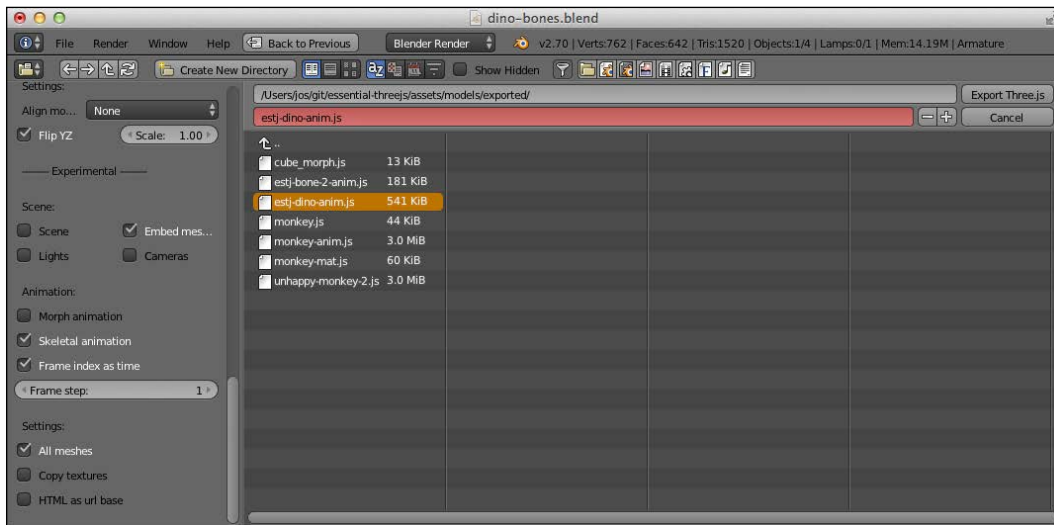 dino-bones.blend
File Render Window Help Back to Previous Blender Render v2.70 | Verts:762 | Faces:642 | Tris:1520 | Objects:1/4 | Lamps:0/1 | Mem:14.19M | Armature
Create New Directory Show Hidden
Settings:
/Users/jos/git/essential-threejs/assets/models/exported/ Export Three.js
Align mo... None
estj-dino-anim.js Cancel
Flip YZ Scale: 1.00
..
cube_morph.js 13 KiB
Experimental
estj-bone-2-anim.js 181 KiB
estj-dino-anim.js 541 KiB
Scene:
monkey.js 44 KiB
Scene Embed mes...
monkey-anim.js 3.0 MiB
Lights Cameras
monkey-mat.js 60 KiB
unhappy-monkey-2.js 3.0 MiB
Animation:
Morph animation
Skeletal animation
Frame index as time
Frame step: 1
Settings:
All meshes
Copy textures
HTML as url base